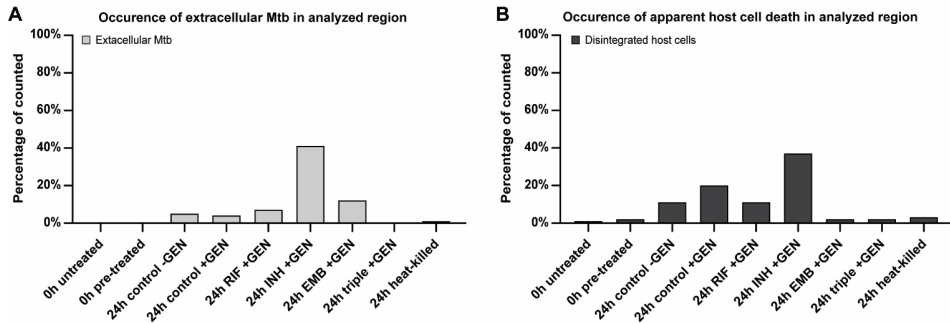 A
Occurence of extracellular Mtb in analyzed region
Percentage of counted
100%
80%
60%
40%
20%
0%
Extacellular Mtb
0h untreated
0h pre-treated
24h control -GEN
24h control +GEN
24h RIF +GEN
24h INH +GEN
24h EMB +GEN
24h triple +GEN
24h heat-killed
B
Occurence of apparent host cell death in analyzed region
Percentage of counted
100%
80%
60%
40%
20%
0%
Disintegrated host cells
0h untreated
0h pre-treated
24h control -GEN
24h control +GEN
24h RIF +GEN
24h INH +GEN
24h EMB +GEN
24h triple +GEN
24h heat-killed